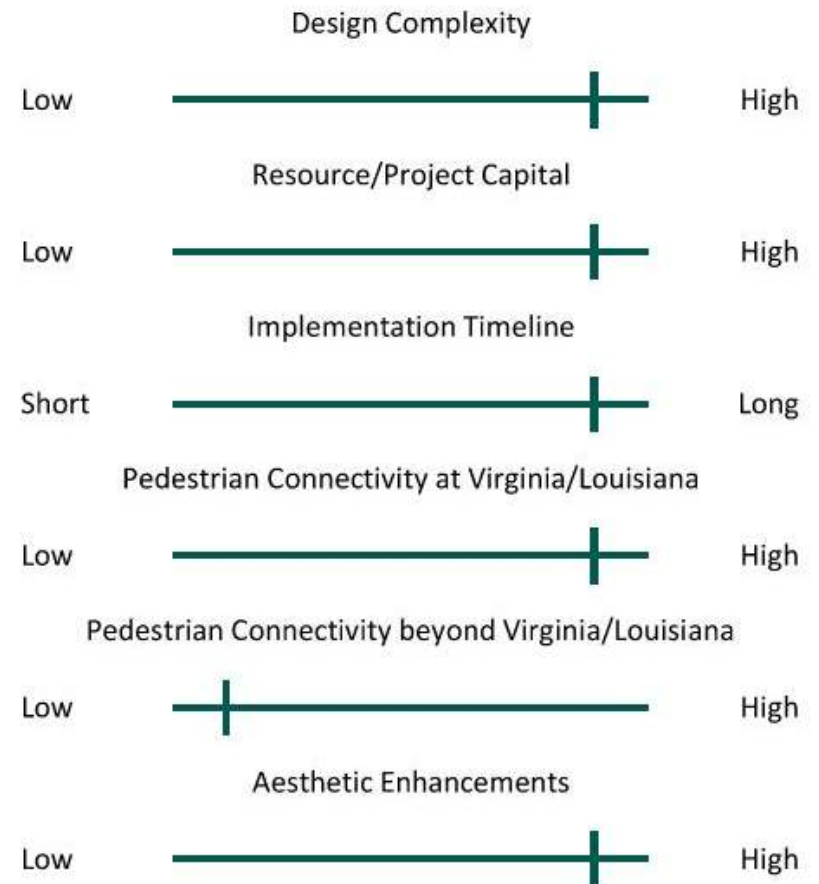 Design Complexity
Low High
Resource/Project Capital
Low High
Implementation Timeline
Short Long
Pedestrian Connectivity at Virginia/Louisiana
Low High
Pedestrian Connectivity beyond Virginia/Louisiana
Low High
Aesthetic Enhancements
Low High